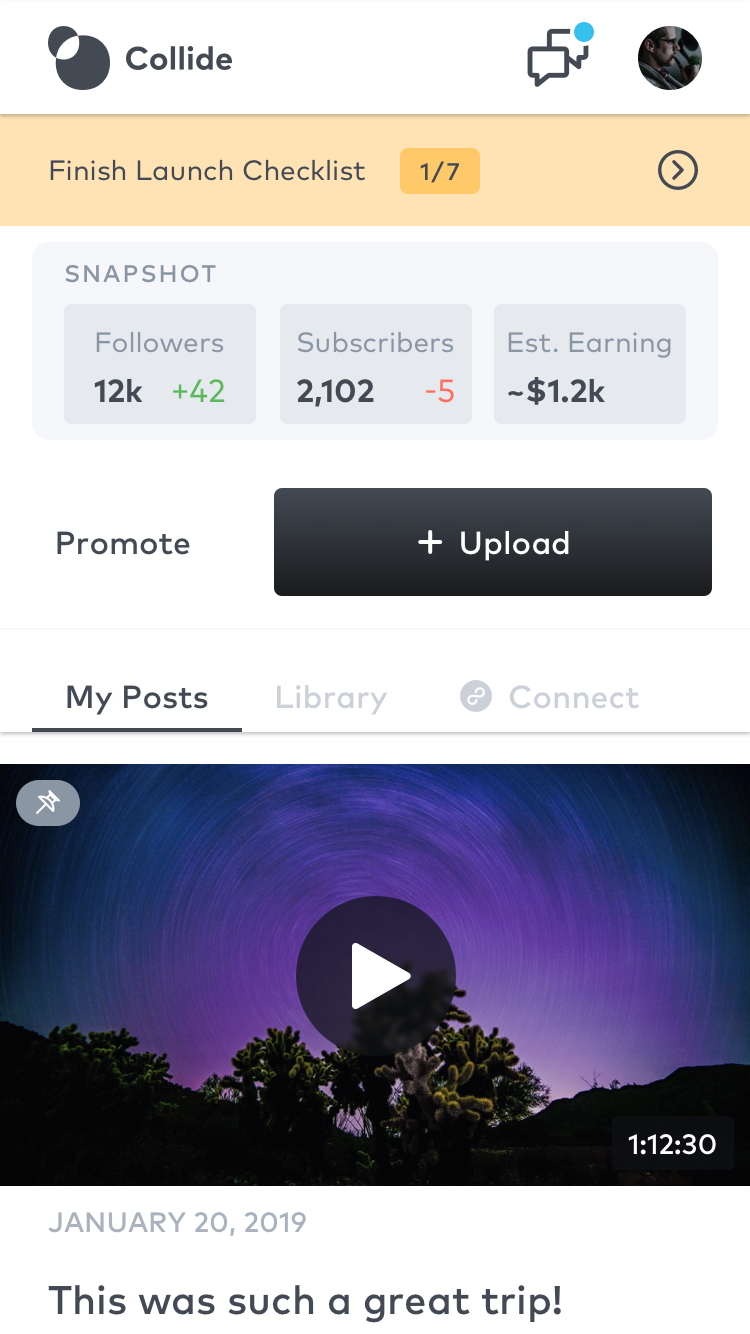 Collide
Finish Launch Checklist 1/7
SNAPSHOT
Followers Subscribers Est. Earning
12k +42 2,102 -5 ~$1.2k
Promote + Upload
My Posts Library Connect
1:12:30
JANUARY 20, 2019
This was such a great trip!